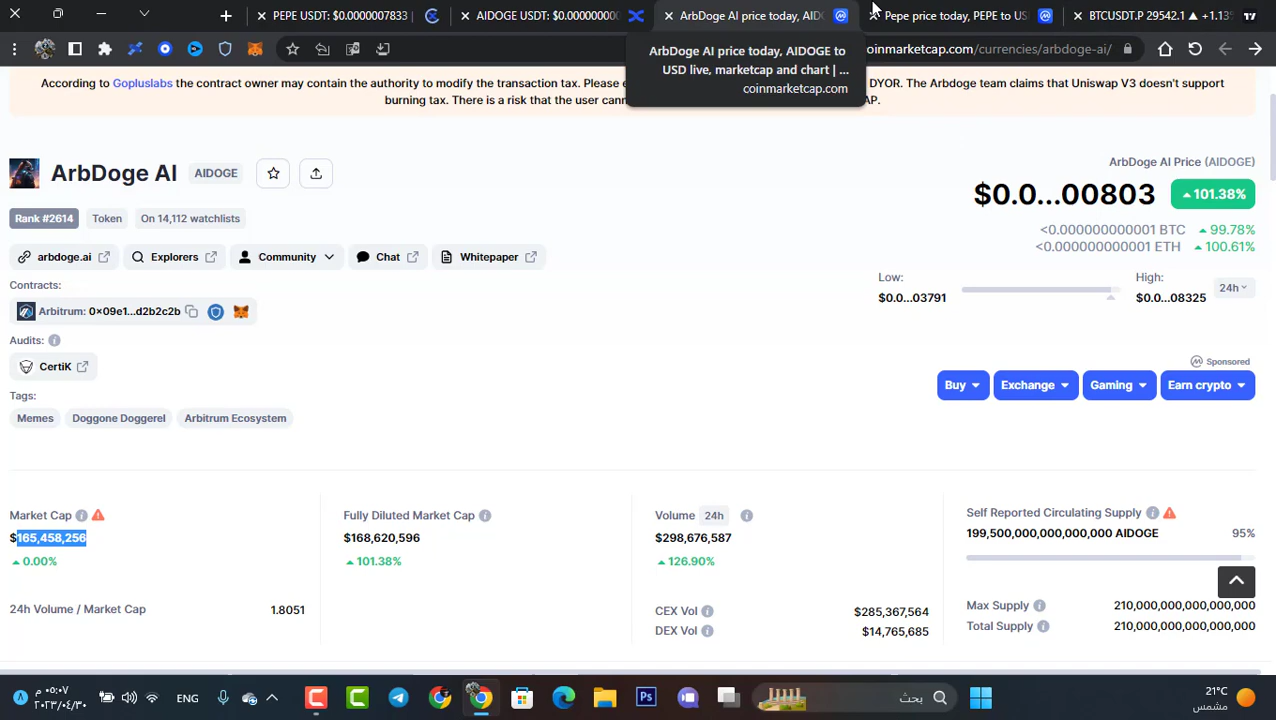 PEPE USDT: $0.0000007833
AIDOGE USDT: $0.000000000
ArbDoge AI price today, AID
Pepe price today, PEPE to US
BTCUSDT.P 29542.1 ▲ +1.13
oinmarketcap.com/currencies/arbdoge-ai/
ArbDoge AI price today, AIDOGE to
USD live, marketcap and chart | ...
coinmarketcap.com
According to Gopluslabs the contract owner may contain the authority to modify the transaction tax. Please DYOR. The Arbdoge team claims that Uniswap V3 doesn't support
burning tax. There is a risk that the user AP.
ArbDoge AI AIDOGE
Rank #2614 Token On 14,112 watchlists
arbdoge.ai Explorers Community Chat Whitepaper
Contracts:
Arbitrum: 0x09e1...d2b2c2b
Audits:
CertiK
Tags:
Memes Doggone Doggerel Arbitrum Ecosystem
ArbDoge AI Price (AIDOGE)
$0.0...00803 101.38%
<0.000000000001 BTC 99.78%
<0.000000000001 ETH 100.61%
Low: High:
$0.0...03791 $0.0...08325 24h
Sponsored
Buy Exchange Gaming Earn crypto
Market Cap
$165,458,256
0.00%
24h Volume / Market Cap 1.8051
Fully Diluted Market Cap
$168,620,596
101.38%
Volume 24h
$298,676,587
126.90%
CEX Vol $285,367,564
DEX Vol $14,765,685
Self Reported Circulating Supply
199,500,000,000,000,000 AIDOGE 95%
Max Supply 210,000,000,000,000,000
Total Supply 210,000,000,000,000,000
٠٥:٠٧ م
٢٠٢٣/٠٤/٣٠
٨
ENG
Ps
بحث
21°C
مشمس